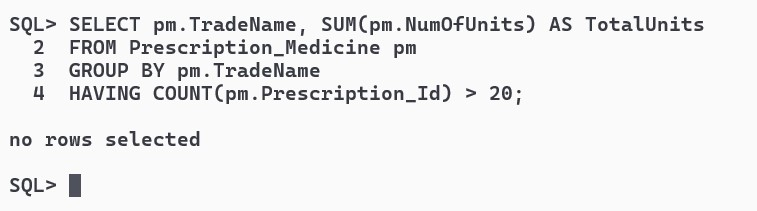 SQL> SELECT pm.TradeName, SUM(pm.NumOfUnits) AS TotalUnits
  2  FROM Prescription_Medicine pm
  3  GROUP BY pm.TradeName
  4  HAVING COUNT(pm.Prescription_Id) > 20;
no rows selected
SQL>